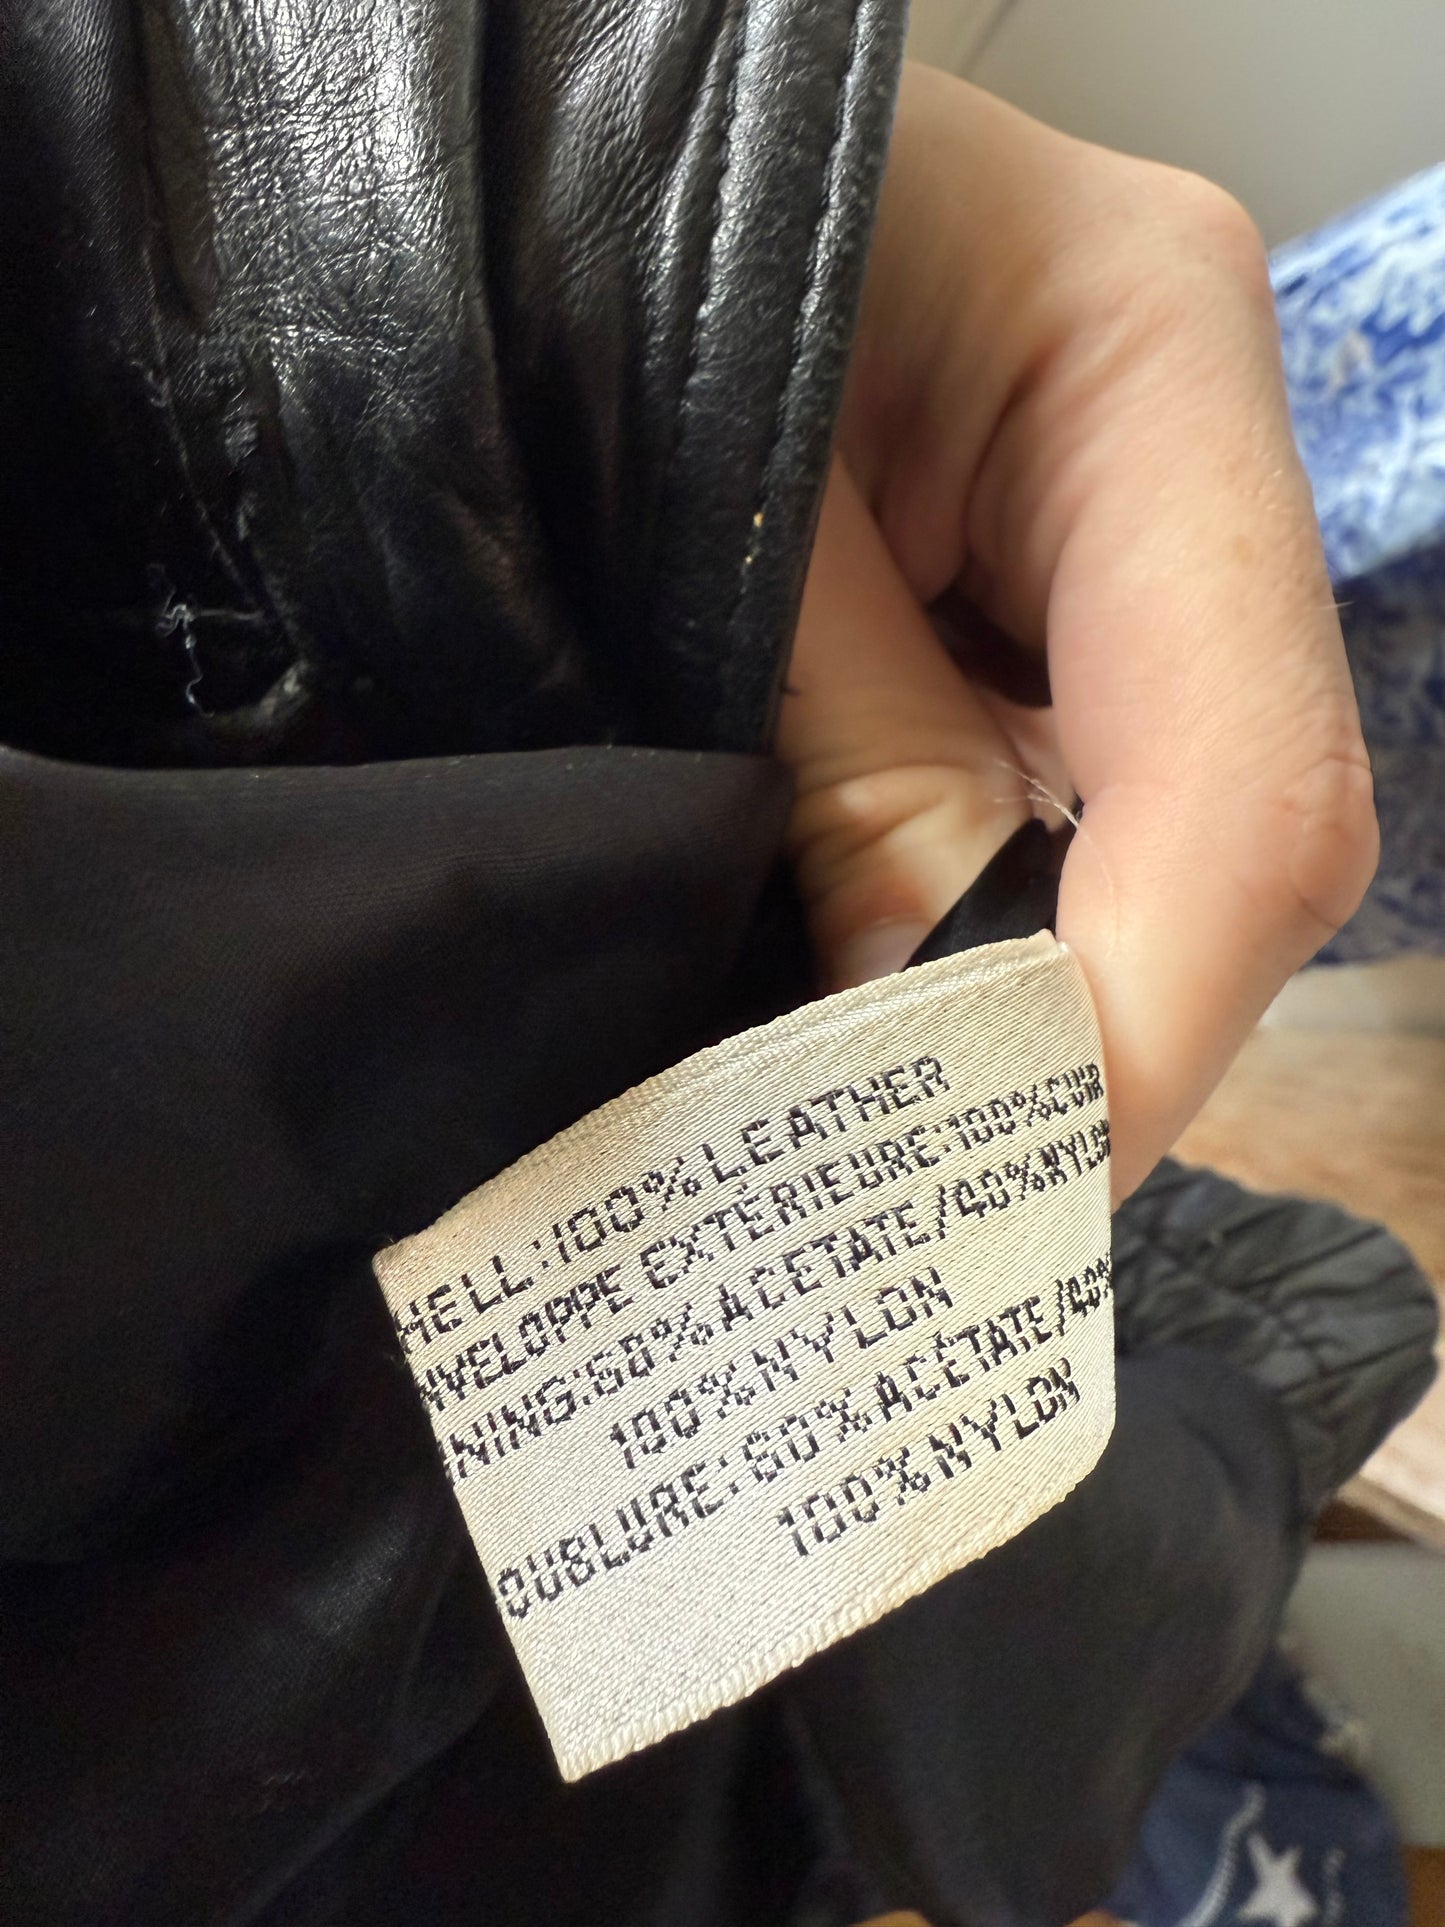 HELL:100% LEATHER
NVELOPPE EXTÉRIEURE:100%CUIR
NING:60%ACETATE/40%NYLON
100%NYLON
OUBLURE:60%ACETATE/40%
100%NYLON